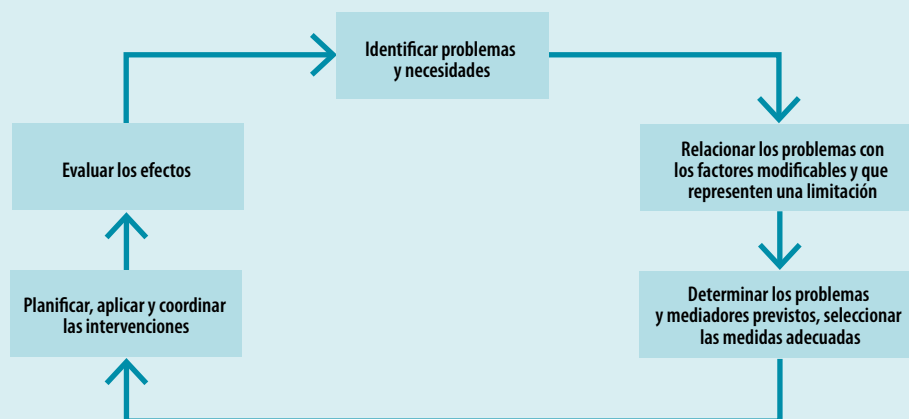 Identificar problemas
y necesidades
Relacionar los problemas con
los factores modificables y que
representen una limitación
Determinar los problemas
y mediadores previstos, seleccionar
las medidas adecuadas
Planificar, aplicar y coordinar
las intervenciones
Evaluar los efectos